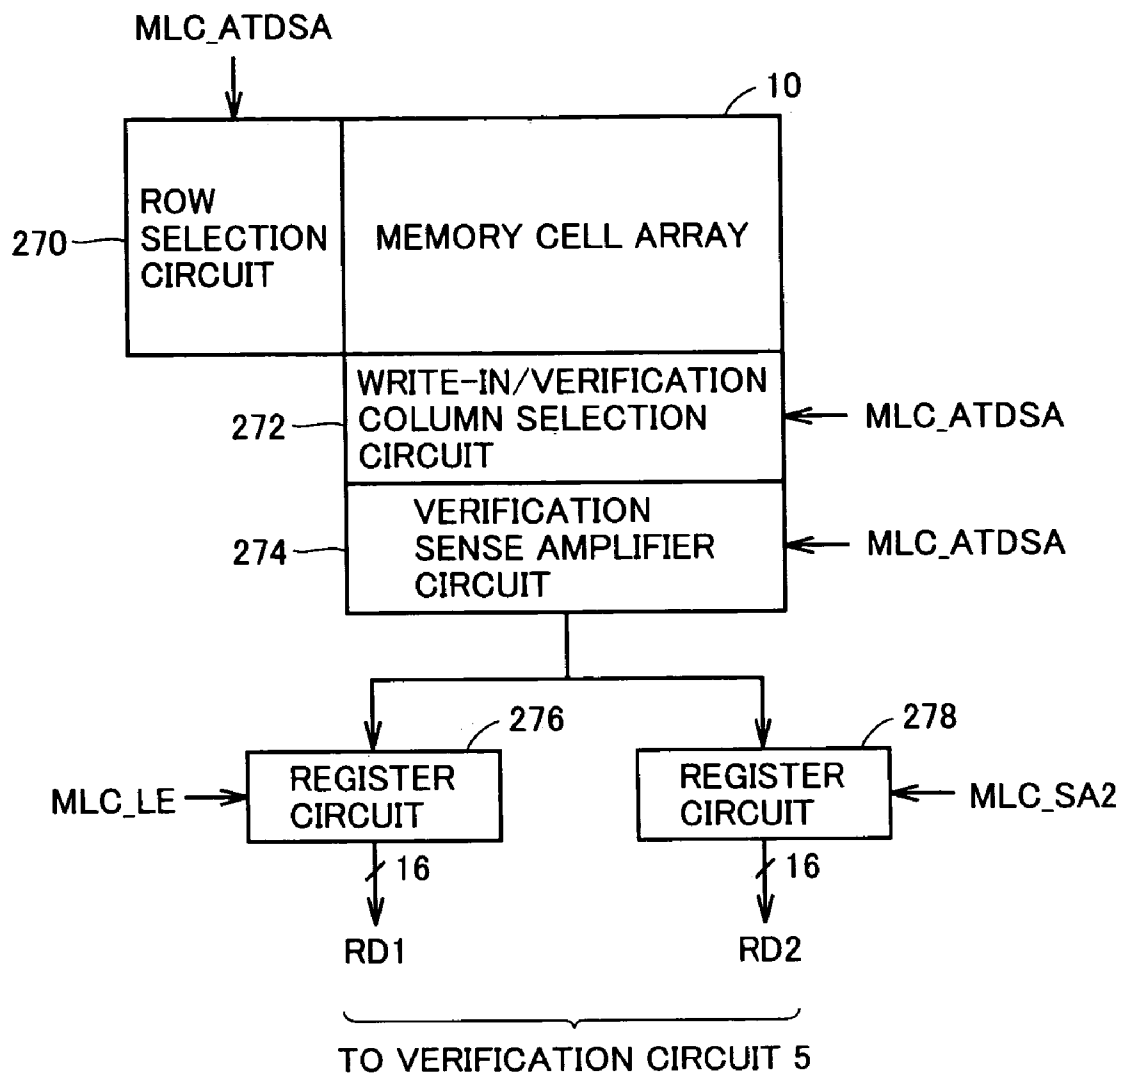 MLC_ATDSA
10
ROW
SELECTION
CIRCUIT
270
MEMORY CELL ARRAY
WRITE-IN/VERIFICATION
COLUMN SELECTION
CIRCUIT
272
MLC_ATDSA
VERIFICATION
SENSE AMPLIFIER
CIRCUIT
274
MLC_ATDSA
276
278
REGISTER
CIRCUIT
MLC_LE
REGISTER
CIRCUIT
MLC_SA2
16
16
RD1
RD2
TO VERIFICATION CIRCUIT 5